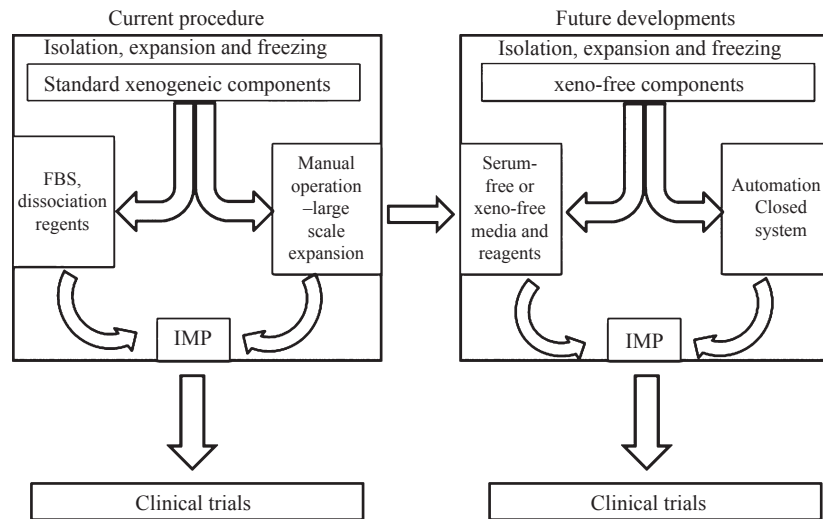 Current procedure
Isolation, expansion and freezing
Standard xenogeneic components
FBS,
dissociation
regents
Manual
operation
–large
scale
expansion
IMP
Clinical trials
Future developments
Isolation, expansion and freezing
xeno-free components
Serum-
free or
xeno-free
media and
reagents
Automation
Closed
system
IMP
Clinical trials